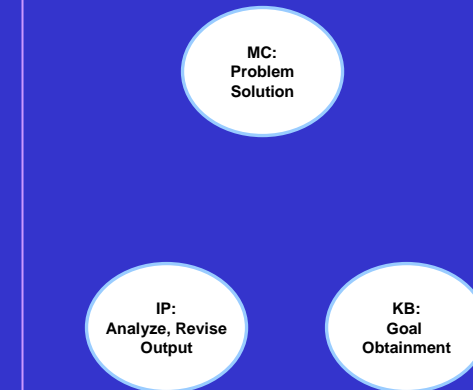 MC:
Problem
Solution
IP:
Analyze, Revise
Output
KB:
Goal
Obtainment